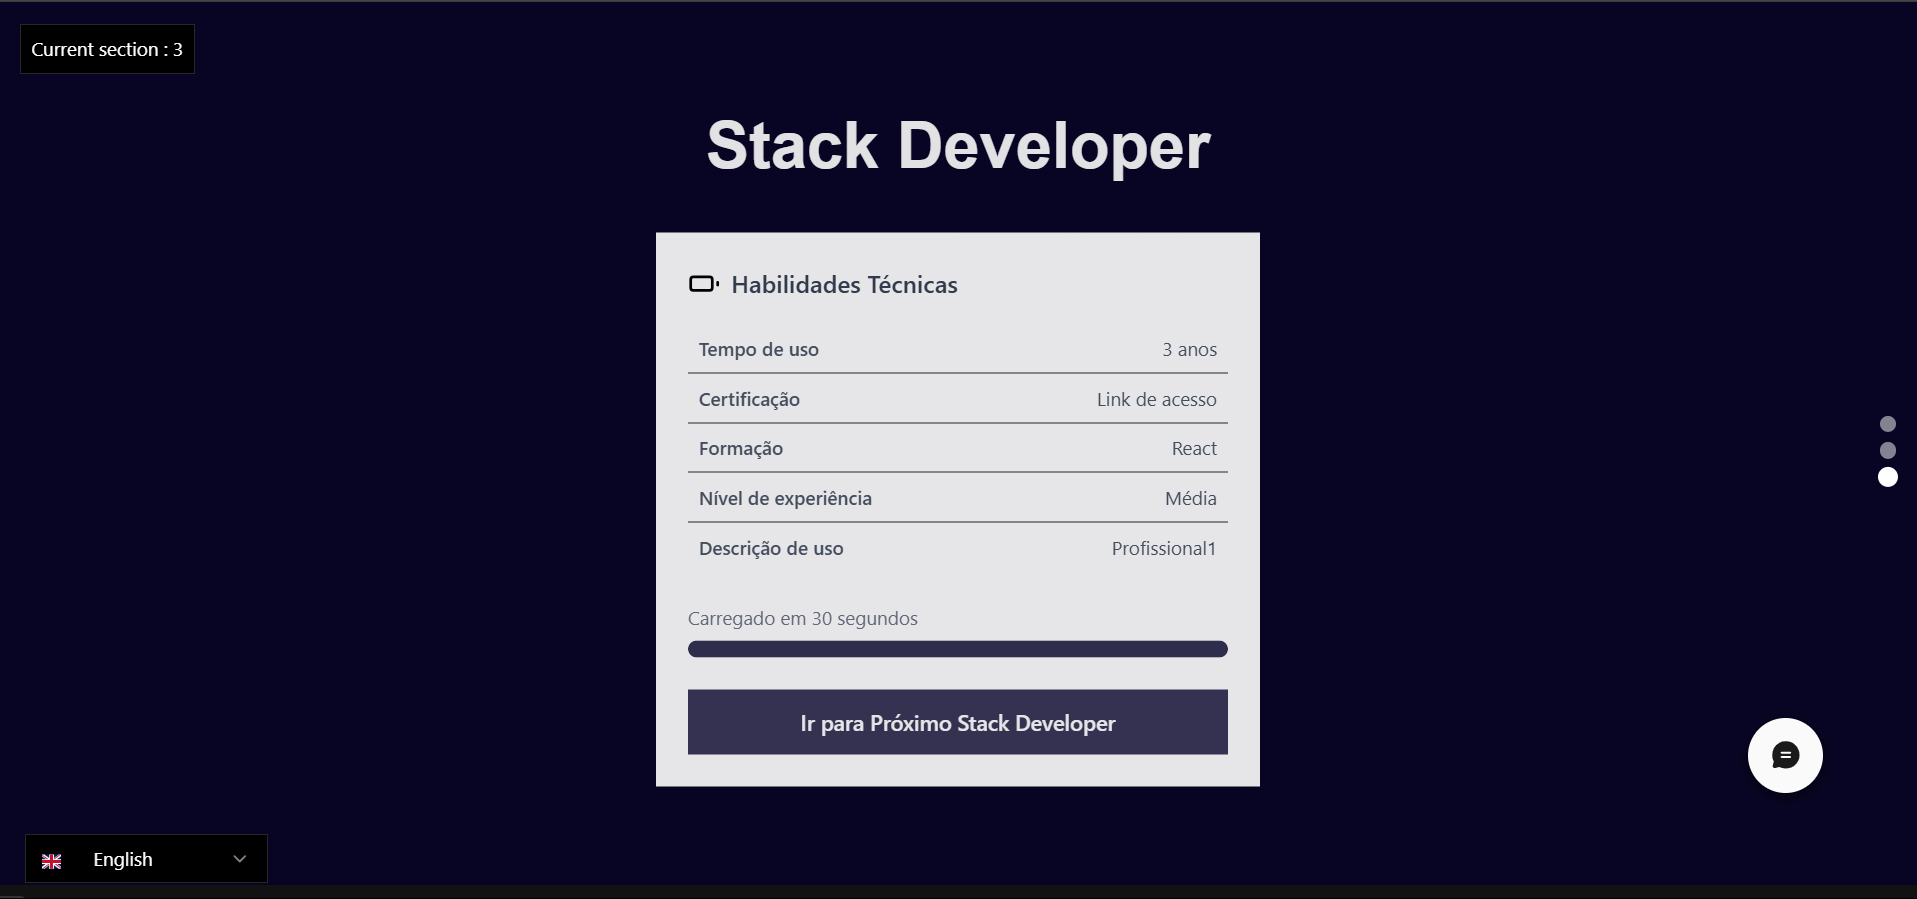 Current section : 3
Stack Developer
Habilidades Técnicas
Tempo de uso 3 anos
Certificação Link de acesso
Formação React
Nível de experiência Média
Descrição de uso Profissional1
Carregado em 30 segundos
Ir para Próximo Stack Developer
English